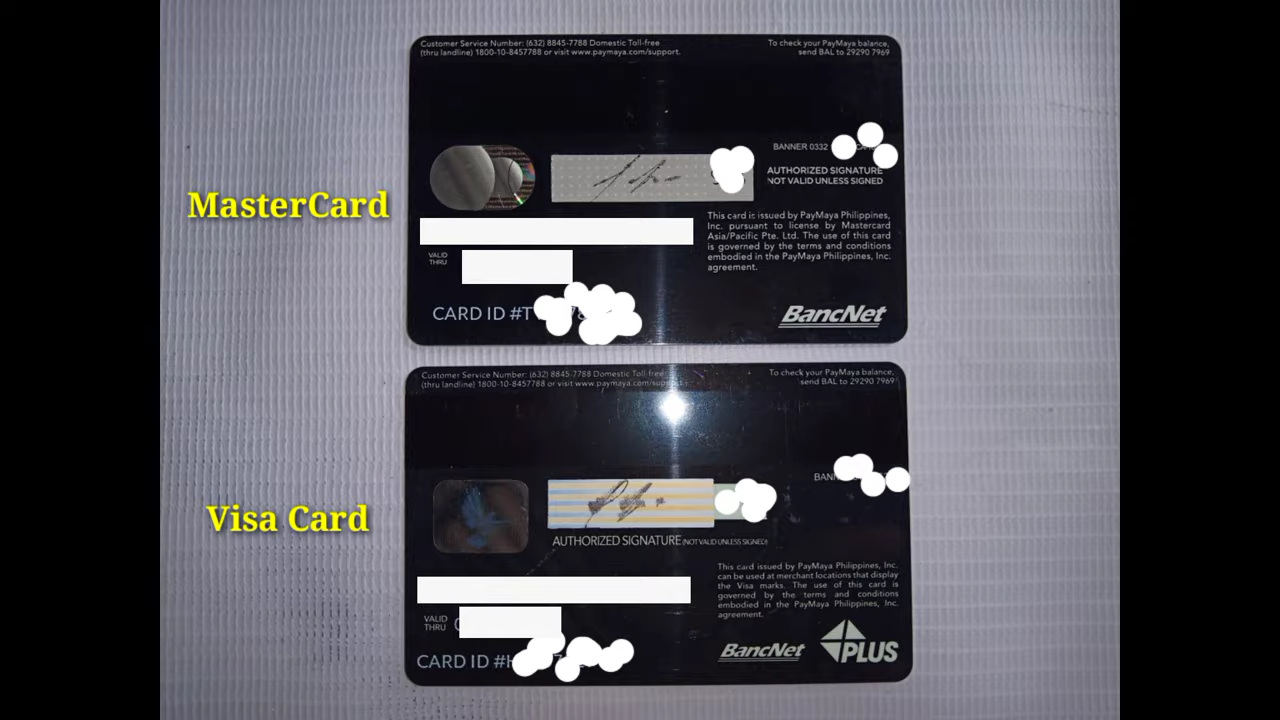 Customer Service Number: (632) 8845-7788 Domestic Toll-free
(thru landline) 1800-10-8457788 or visit www.paymaya.com/support.
To check your PayMaya balance,
send BAL to 29290 7969
BANNER 0332
AUTHORIZED SIGNATURE
NOT VALID UNLESS SIGNED
MasterCard
This card is issued by PayMaya Philippines,
Inc. pursuant to license by Mastercard
Asia/Pacific Pte. Ltd. The use of this card
is governed by the terms and conditions
embodied in the PayMaya Philippines, Inc.
agreement.
VALID
THRU
CARD ID #T
BancNet
Customer Service Number: (632) 8845-7788 Domestic Toll-free
(thru landline) 1800-10-8457788 or visit www.paymaya.com/support.
To check your PayMaya balance,
send BAL to 29290 7969
Visa Card
AUTHORIZED SIGNATURE (NOT VALID UNLESS SIGNED)
This card issued by PayMaya Philippines, Inc.
can be used at merchant locations that display
the Visa marks. The use of this card is
governed by the terms and conditions
embodied in the PayMaya Philippines, Inc.
agreement.
VALID
THRU
CARD ID #H
BancNet
PLUS